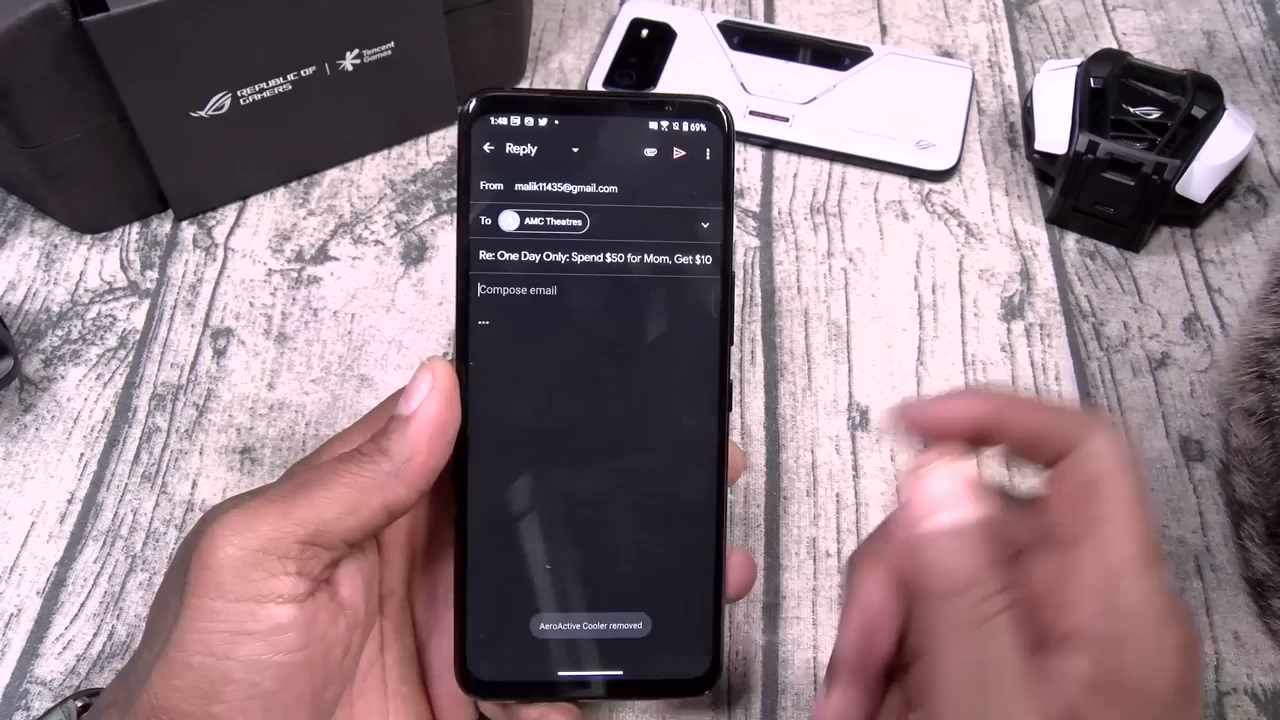 REPUBLIC OF
GAMERS
Tencent
Games
1:48
69%
Reply
From malik11435@gmail.com
To AMC Theatres
Re: One Day Only: Spend $50 for Mom, Get $10
Compose email
...
AeroActive Cooler removed